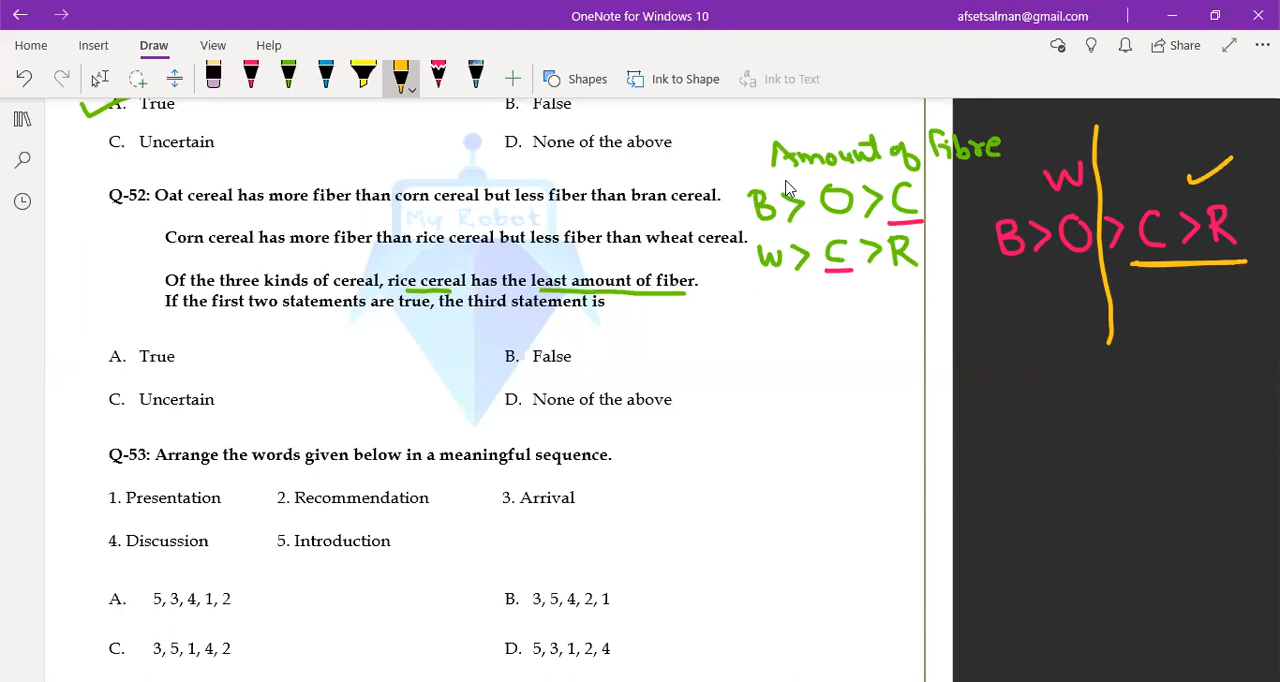 OneNote for Windows 10
afsetsalman@gmail.com
Home Insert Draw View Help
Share
Shapes Ink to Shape Ink to Text
A. True B. False
C. Uncertain D. None of the above
Amount of Fibre
Q-52: Oat cereal has more fiber than corn cereal but less fiber than bran cereal.
B > O > C
W
B > O > C > R
Corn cereal has more fiber than rice cereal but less fiber than wheat cereal.
W > C > R
Of the three kinds of cereal, rice cereal has the least amount of fiber.
If the first two statements are true, the third statement is
My Robot
A. True B. False
C. Uncertain D. None of the above
Q-53: Arrange the words given below in a meaningful sequence.
1. Presentation 2. Recommendation 3. Arrival
4. Discussion 5. Introduction
A. 5, 3, 4, 1, 2 B. 3, 5, 4, 2, 1
C. 3, 5, 1, 4, 2 D. 5, 3, 1, 2, 4